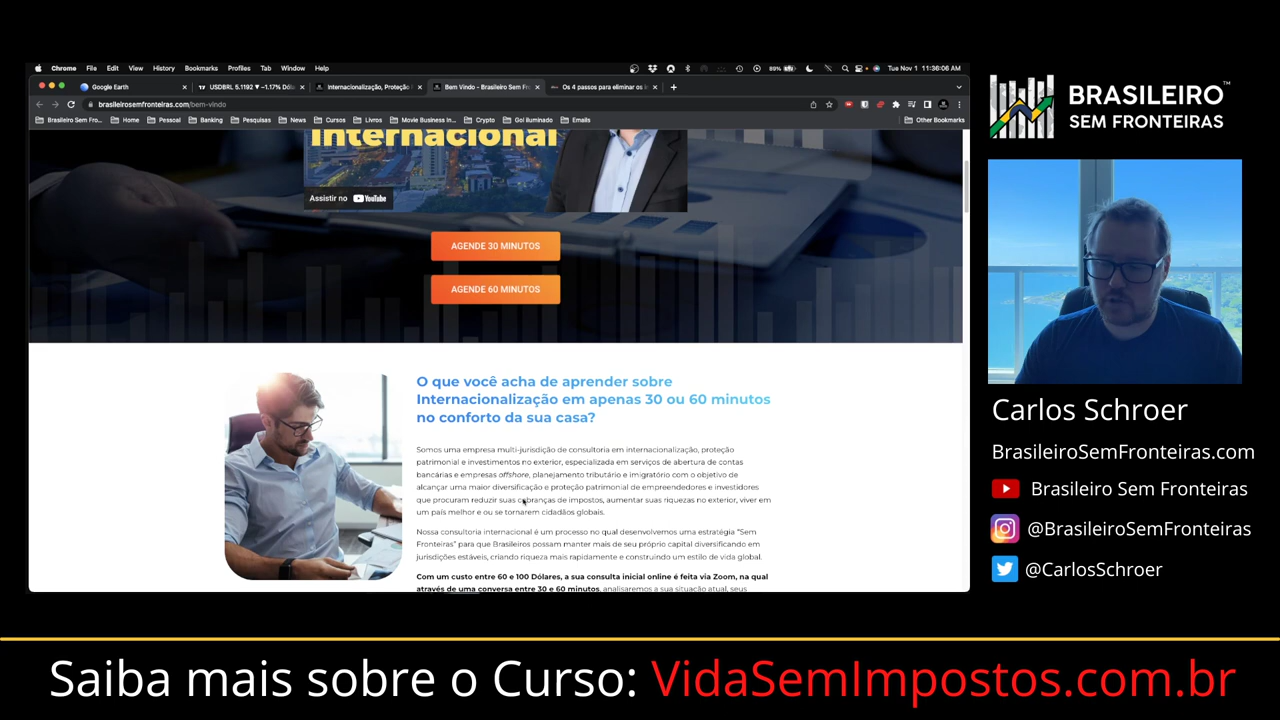 Chrome File Edit View History Bookmarks Profiles Tab Window Help
89% Tue Nov 1 11:36:06 AM
Google Earth
USDBRL 5.1192 ▼ −1.17% Dól
Internacionalização, Proteção
Bem Vindo - Brasileiro Sem Fr
Os 4 passos para eliminar os i
brasileirosemfronteiras.com/bem-vindo
Brasileiro Sem Fro... Home Pessoal Banking Pesquisas News Cursos Livros Movie Business In... Crypto Gol Iluminado Emails Other Bookmarks
Internacional
Assistir no YouTube
AGENDE 30 MINUTOS
AGENDE 60 MINUTOS
O que você acha de aprender sobre
Internacionalização em apenas 30 ou 60 minutos
no conforto da sua casa?
Somos uma empresa multi-jurisdição de consultoria em internacionalização, proteção
patrimonial e investimentos no exterior, especializada em serviços de abertura de contas
bancárias e empresas offshore, planejamento tributário e imigratório com o objetivo de
alcançar uma maior diversificação e proteção patrimonial de empreendedores e investidores
que procuram reduzir suas cobranças de impostos, aumentar suas riquezas no exterior, viver em
um país melhor e ou se tornarem cidadãos globais.
Nossa consultoria internacional é um processo no qual desenvolvemos uma estratégia “Sem
Fronteiras” para que Brasileiros possam manter mais de seu próprio capital diversificando em
jurisdições estáveis, criando riqueza mais rapidamente e construindo um estilo de vida global.
Com um custo entre 60 e 100 Dólares, a sua consulta inicial online é feita via Zoom, na qual
através de uma conversa entre 30 e 60 minutos, analisaremos a sua situação atual, seus
BRASILEIRO™
SEM FRONTEIRAS
Carlos Schroer
BrasileiroSemFronteiras.com
Brasileiro Sem Fronteiras
@BrasileiroSemFronteiras
@CarlosSchroer
Saiba mais sobre o Curso: VidaSemImpostos.com.br